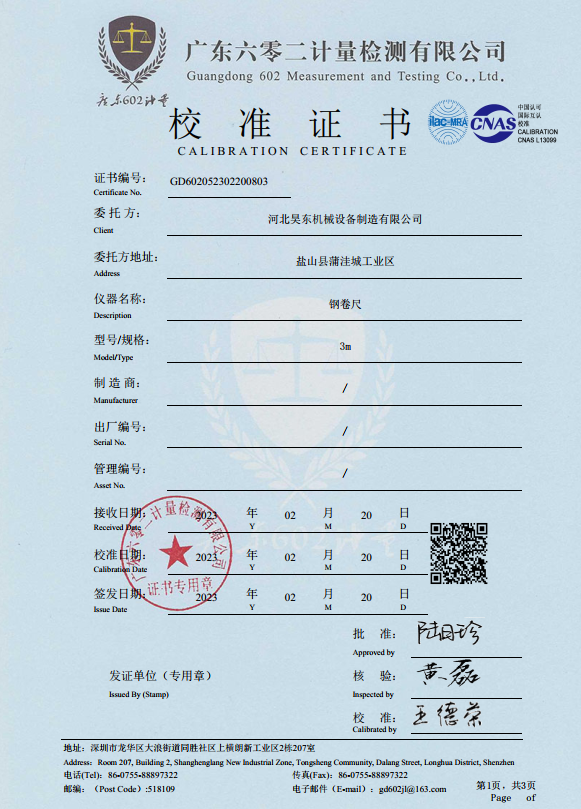 广东六零二计量检测有限公司
Guangdong 602 Measurement and Testing Co.,Ltd.
广东602计量
校准证书
CALIBRATION CERTIFICATE
ilac-MRA
CNAS
中国认可
国际互认
校准
CALIBRATION
CNAS L13099
证书编号: GD602052302200803
Certificate No.
委托方: 河北昊东机械设备制造有限公司
Client
委托方地址: 盐山县蒲洼城工业区
Address
仪器名称: 钢卷尺
Description
型号/规格: 3m
Model/Type
制造商: /
Manufacturer
出厂编号: /
Serial No.
管理编号: /
Asset No.
接收日期: 2023 年 02 月 20 日
Received Date Y M D
校准日期: 2023 年 02 月 20 日
Calibration Date Y M D
签发日期: 2023 年 02 月 20 日
Issue Date Y M D
广东六零二计量检测有限公司
证书专用章
批准:
Approved by
发证单位（专用章）
Issued By (Stamp)
核验: 黄磊
Inspected by
校准: 王德荣
Calibrated by
地址: 深圳市龙华区大浪街道同胜社区上横朗新工业区2栋207室
Address: Room 207, Building 2, Shanghenglang New Industrial Zone, Tongsheng Community, Dalang Street, Longhua District, Shenzhen
电话(Tel): 86-0755-88897322 传真(Fax): 86-0755-88897322
邮编: (Post Code):518109 电子邮件（E-mail）: gd602jl@163.com
第1页，共3页
Page of